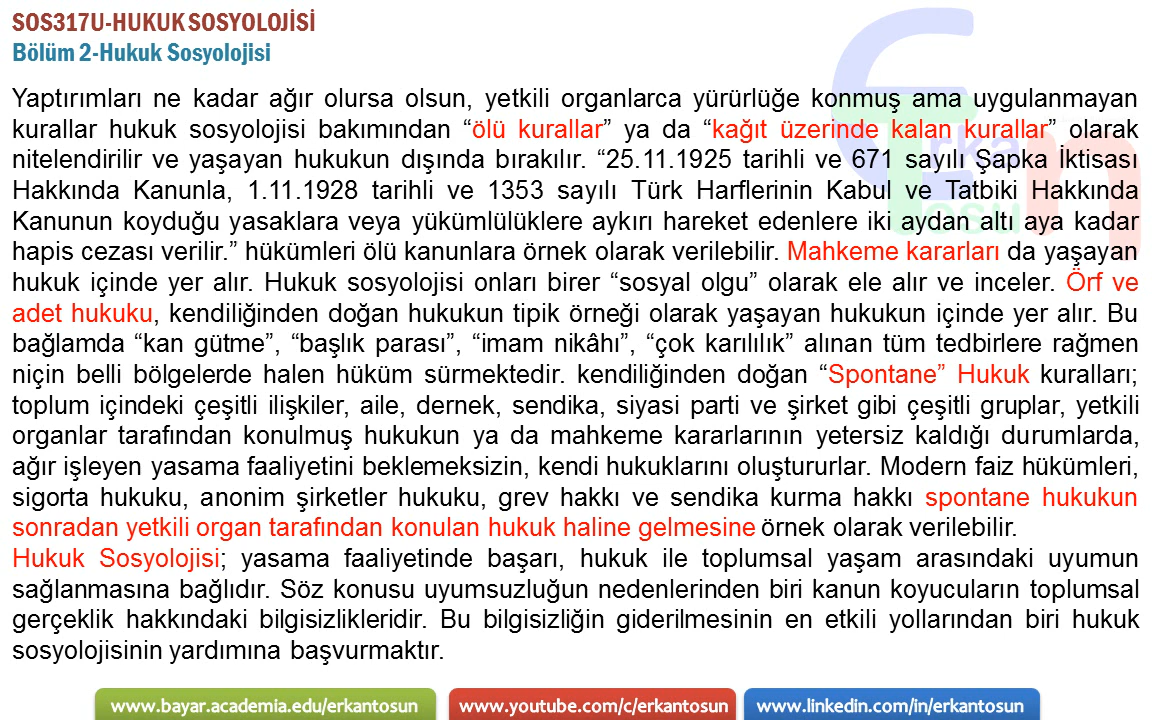 SOS317U-HUKUK SOSYOLOJİSİ
Bölüm 2-Hukuk Sosyolojisi
Yaptırımları ne kadar ağır olursa olsun, yetkili organlarca yürürlüğe konmuş ama uygulanmayan
kurallar hukuk sosyolojisi bakımından “ölü kurallar” ya da “kağıt üzerinde kalan kurallar” olarak
nitelendirilir ve yaşayan hukukun dışında bırakılır. “25.11.1925 tarihli ve 671 sayılı Şapka İktisası
Hakkında Kanunla, 1.11.1928 tarihli ve 1353 sayılı Türk Harflerinin Kabul ve Tatbiki Hakkında
Kanunun koyduğu yasaklara veya yükümlülüklere aykırı hareket edenlere iki aydan altı aya kadar
hapis cezası verilir.” hükümleri ölü kanunlara örnek olarak verilebilir. Mahkeme kararları da yaşayan
hukuk içinde yer alır. Hukuk sosyolojisi onları birer “sosyal olgu” olarak ele alır ve inceler. Örf ve
adet hukuku, kendiliğinden doğan hukukun tipik örneği olarak yaşayan hukukun içinde yer alır. Bu
bağlamda “kan gütme”, “başlık parası”, “imam nikâhı”, “çok karılılık” alınan tüm tedbirlere rağmen
niçin belli bölgelerde halen hüküm sürmektedir. kendiliğinden doğan “Spontane” Hukuk kuralları;
toplum içindeki çeşitli ilişkiler, aile, dernek, sendika, siyasi parti ve şirket gibi çeşitli gruplar, yetkili
organlar tarafından konulmuş hukukun ya da mahkeme kararlarının yetersiz kaldığı durumlarda,
ağır işleyen yasama faaliyetini beklemeksizin, kendi hukuklarını oluştururlar. Modern faiz hükümleri,
sigorta hukuku, anonim şirketler hukuku, grev hakkı ve sendika kurma hakkı spontane hukukun
sonradan yetkili organ tarafından konulan hukuk haline gelmesine örnek olarak verilebilir.
Hukuk Sosyolojisi; yasama faaliyetinde başarı, hukuk ile toplumsal yaşam arasındaki uyumun
sağlanmasına bağlıdır. Söz konusu uyumsuzluğun nedenlerinden biri kanun koyucuların toplumsal
gerçeklik hakkındaki bilgisizlikleridir. Bu bilgisizliğin giderilmesinin en etkili yollarından biri hukuk
sosyolojisinin yardımına başvurmaktır.
www.bayar.academia.edu/erkantosun
www.youtube.com/c/erkantosun
www.linkedin.com/in/erkantosun